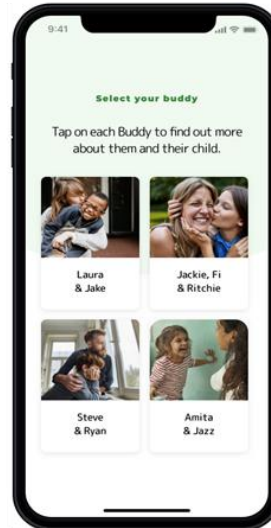 9:41
Select your buddy
Tap on each Buddy to find out more
about them and their child.
Laura
& Jake
Jackie, Fi
& Ritchie
Steve
& Ryan
Amita
& Jazz